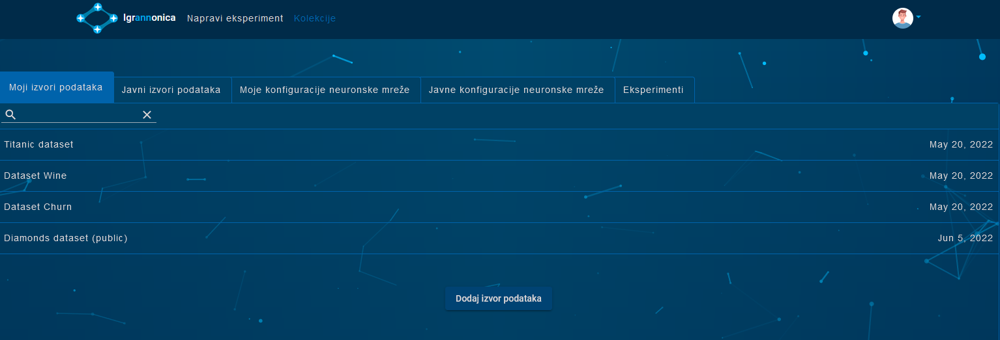 Igrannonica Napravi eksperiment Kolekcije
Moji izvori podataka Javni izvori podataka Moje konfiguracije neuronske mreže Javne konfiguracije neuronske mreže Eksperimenti
Titanic dataset May 20, 2022
Dataset Wine May 20, 2022
Dataset Churn May 20, 2022
Diamonds dataset (public) Jun 5, 2022
Dodaj izvor podataka